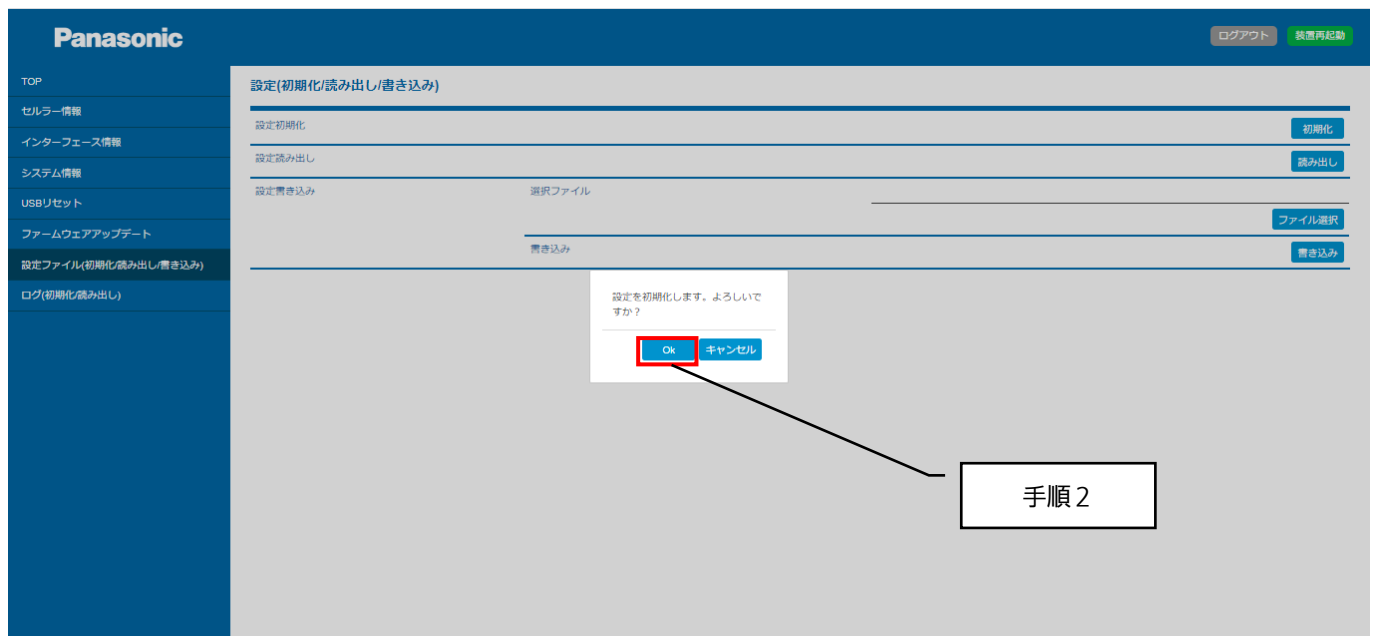 Panasonic
ログアウト
装置再起動
TOP
セルラー情報
インターフェース情報
システム情報
USBリセット
ファームウェアアップデート
設定ファイル(初期化/読み出し/書き込み)
ログ(初期化/読み出し)
設定(初期化/読み出し/書き込み)
設定初期化
初期化
設定読み出し
読み出し
設定書き込み
選択ファイル
ファイル選択
書き込み
書き込み
設定を初期化します。よろしいで
すか？
Ok
キャンセル
手順２